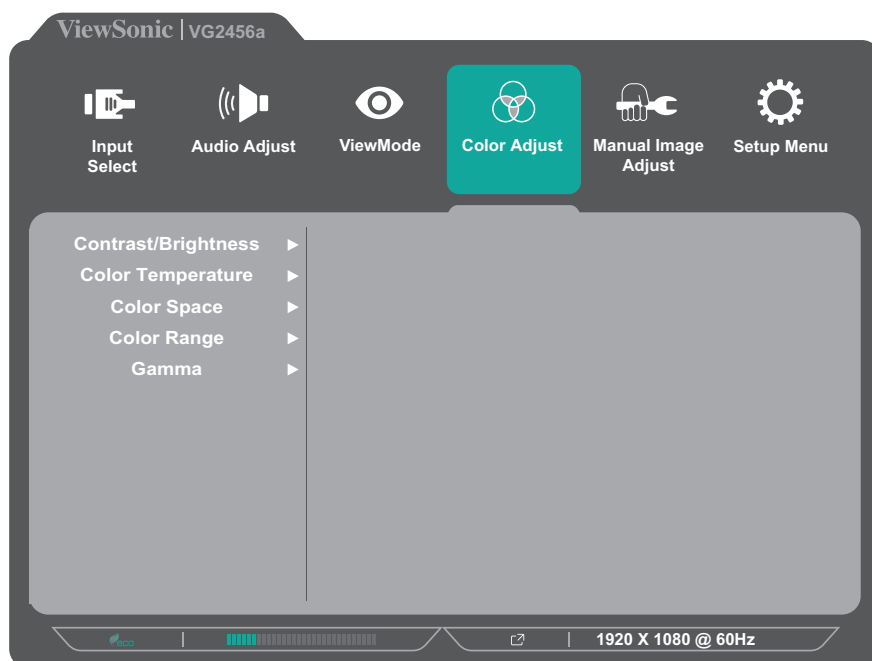 ViewSonic | VG2456a
Input Select
Audio Adjust
ViewMode
Color Adjust
Manual Image Adjust
Setup Menu
Contrast/Brightness
Color Temperature
Color Space
Color Range
Gamma
eco
1920 X 1080 @ 60Hz